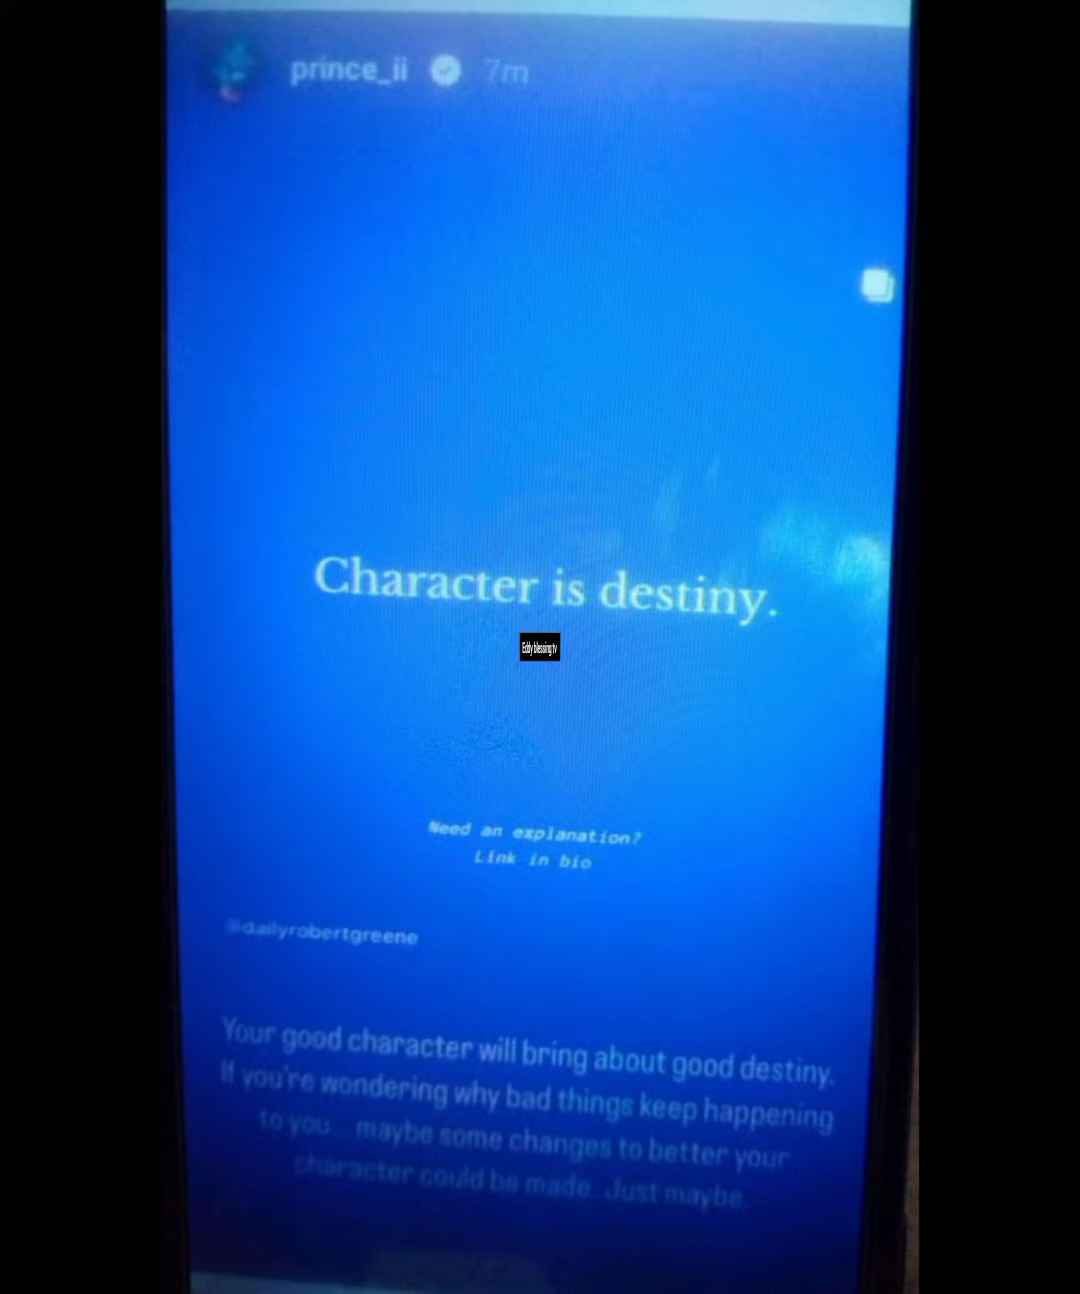 prince_ii 7m
Character is destiny.
Eddy blessing tv
Need an explanation?
Link in bio
@dailyrobertgreene
Your good character will bring about good destiny.
If you're wondering why bad things keep happening
to you... maybe some changes to better your
character could be made. Just maybe.